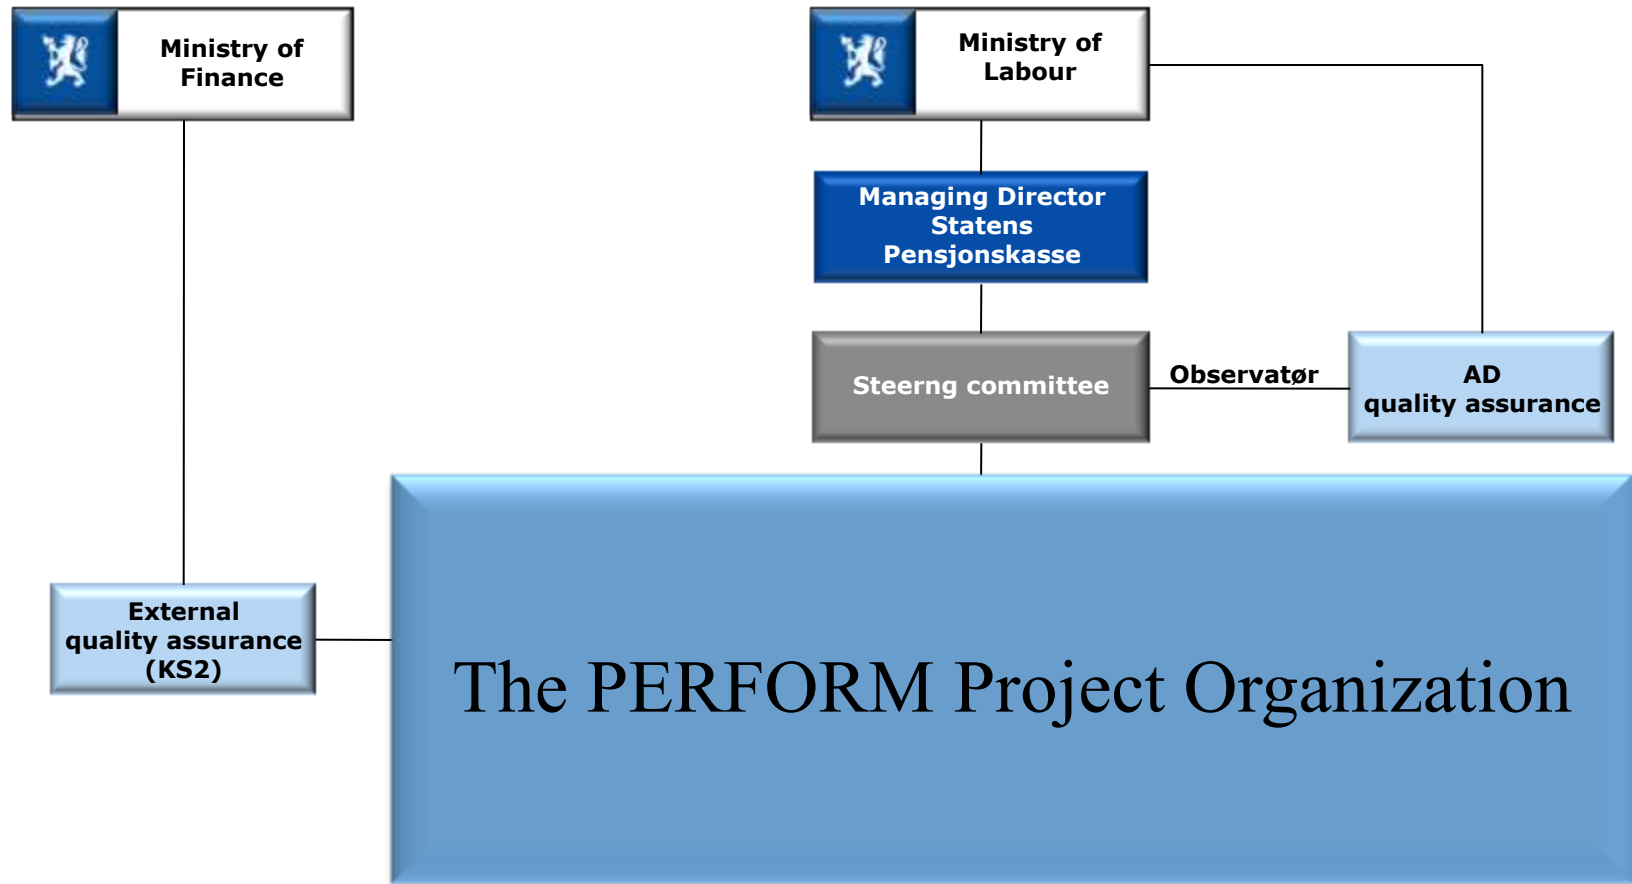 Ministry of
Finance
Ministry of
Labour
Managing Director
Statens
Pensjonskasse
Steerng committee
Observatør
AD
quality assurance
External
quality assurance
(KS2)
The PERFORM Project Organization